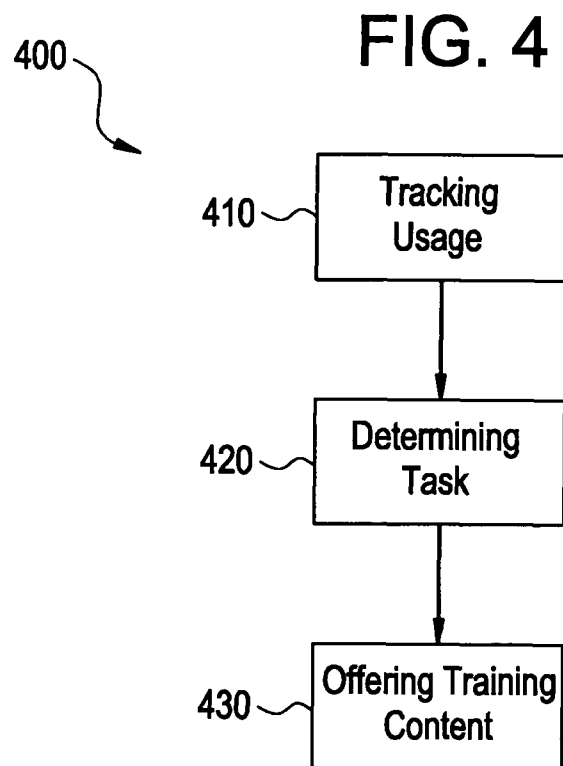 FIG. 4
400
410
Tracking
Usage
420
Determining
Task
430
Offering Training
Content